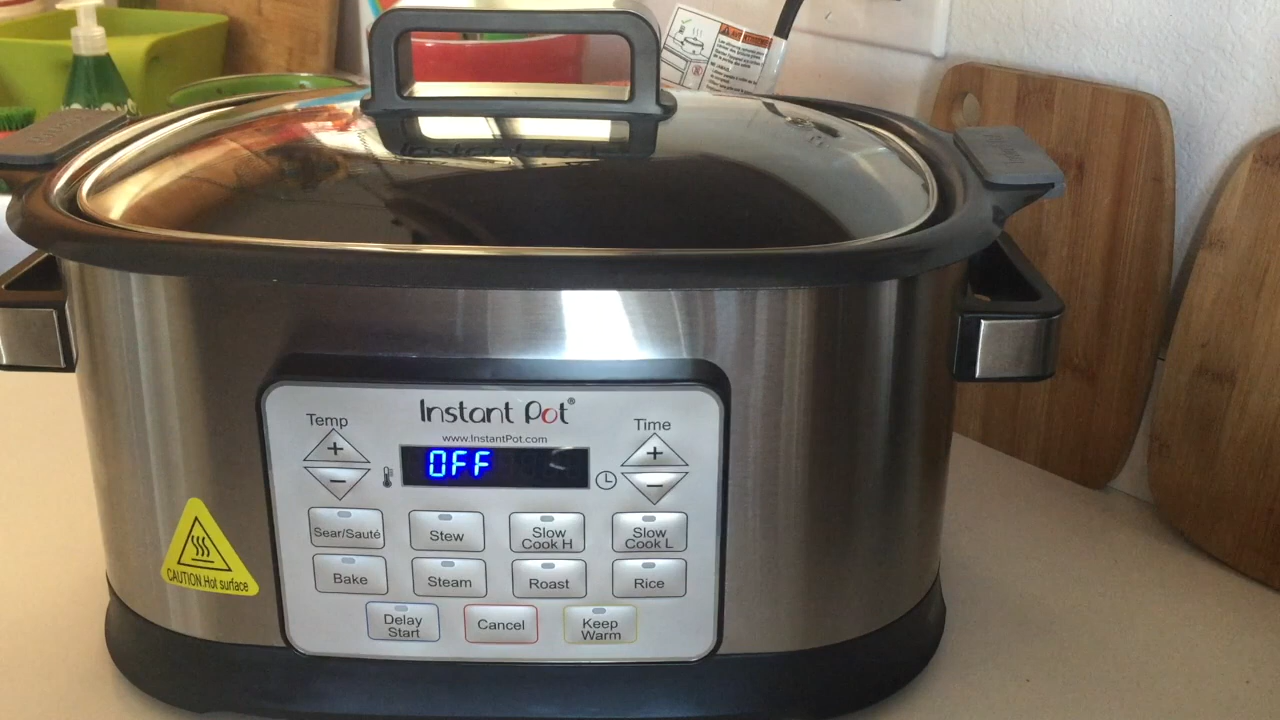 Instant Pot®
Temp
Time
www.InstantPot.com
+
+
OFF
−
−
Sear/Sauté
Stew
Slow
Cook H
Slow
Cook L
Bake
Steam
Roast
Rice
Delay
Start
Cancel
Keep
Warm
CAUTION.Hot surface